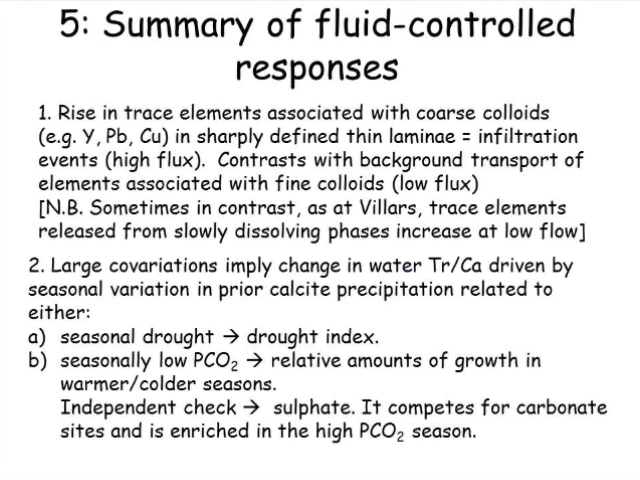 5: Summary of fluid-controlled
responses
1. Rise in trace elements associated with coarse colloids
(e.g. Y, Pb, Cu) in sharply defined thin laminae = infiltration
events (high flux). Contrasts with background transport of
elements associated with fine colloids (low flux)
[N.B. Sometimes in contrast, as at Villars, trace elements
released from slowly dissolving phases increase at low flow]
2. Large covariations imply change in water Tr/Ca driven by
seasonal variation in prior calcite precipitation related to
either:
a) seasonal drought → drought index.
b) seasonally low PCO₂ → relative amounts of growth in
warmer/colder seasons.
Independent check → sulphate. It competes for carbonate
sites and is enriched in the high PCO₂ season.